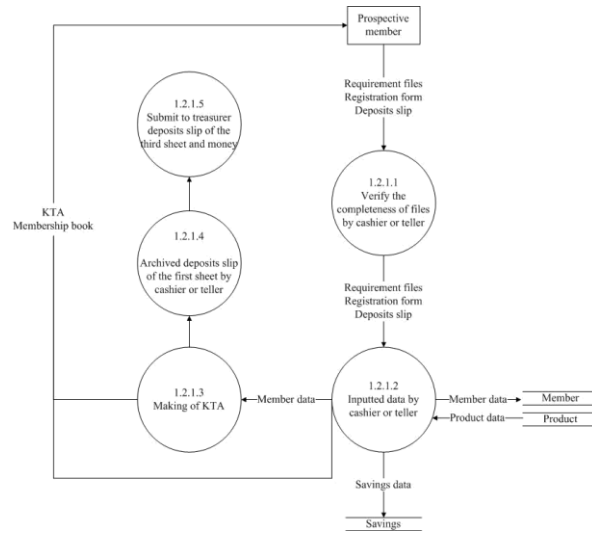 Prospective
member
Requirement files
Registration form
Deposits slip
1.2.1.5
Submit to treasurer
deposits slip of the
third sheet and money
1.2.1.1
Verify the
completeness of files
by cashier or teller
KTA
Membership book
1.2.1.4
Archived deposits slip
of the first sheet by
cashier or teller
Requirement files
Registration form
Deposits slip
1.2.1.3
Making of KTA
Member data
1.2.1.2
Inputted data by
cashier or teller
Member data
Member
Product data
Product
Savings data
Savings